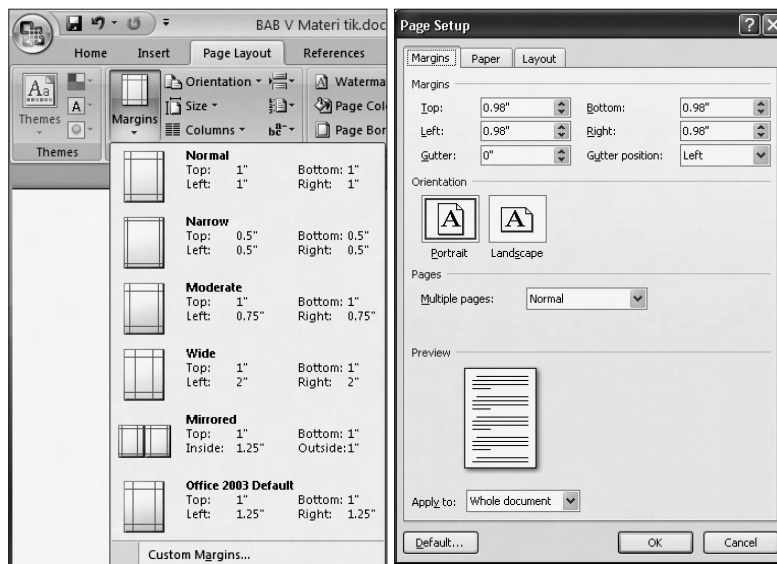 BAB V Materi tik.doc
Home Insert Page Layout References
Aa Themes
A
Margins
Orientation
Size
Columns
Waterma
Page Col
Page Bor
Themes
Normal
Top: 1" Bottom: 1"
Left: 1" Right: 1"
Narrow
Top: 0.5" Bottom: 0.5"
Left: 0.5" Right: 0.5"
Moderate
Top: 1" Bottom: 1"
Left: 0.75" Right: 0.75"
Wide
Top: 1" Bottom: 1"
Left: 2" Right: 2"
Mirrored
Top: 1" Bottom: 1"
Inside: 1.25" Outside:1"
Office 2003 Default
Top: 1" Bottom: 1"
Left: 1.25" Right: 1.25"
Custom Margins...
Page Setup
Margins Paper Layout
Margins
Top: 0.98" Bottom: 0.98"
Left: 0.98" Right: 0.98"
Gutter: 0" Gutter position: Left
Orientation
A A
Portrait Landscape
Pages
Multiple pages: Normal
Preview
Apply to: Whole document
Default... OK Cancel